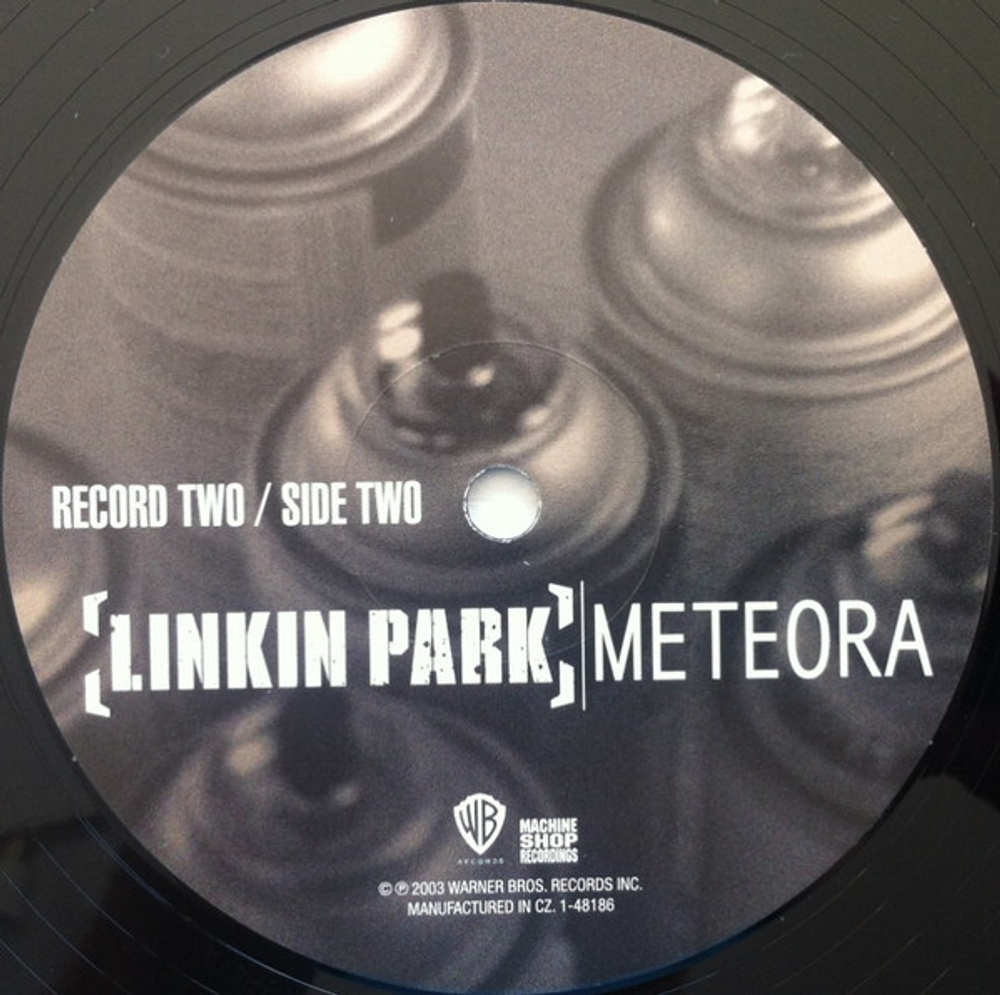 RECORD TWO / SIDE TWO
[LINKIN PARK] | METEORA
WB
RECORDS
MACHINE
SHOP
RECORDINGS
© ℗ 2003 WARNER BROS. RECORDS INC.
MANUFACTURED IN CZ. 1-48186